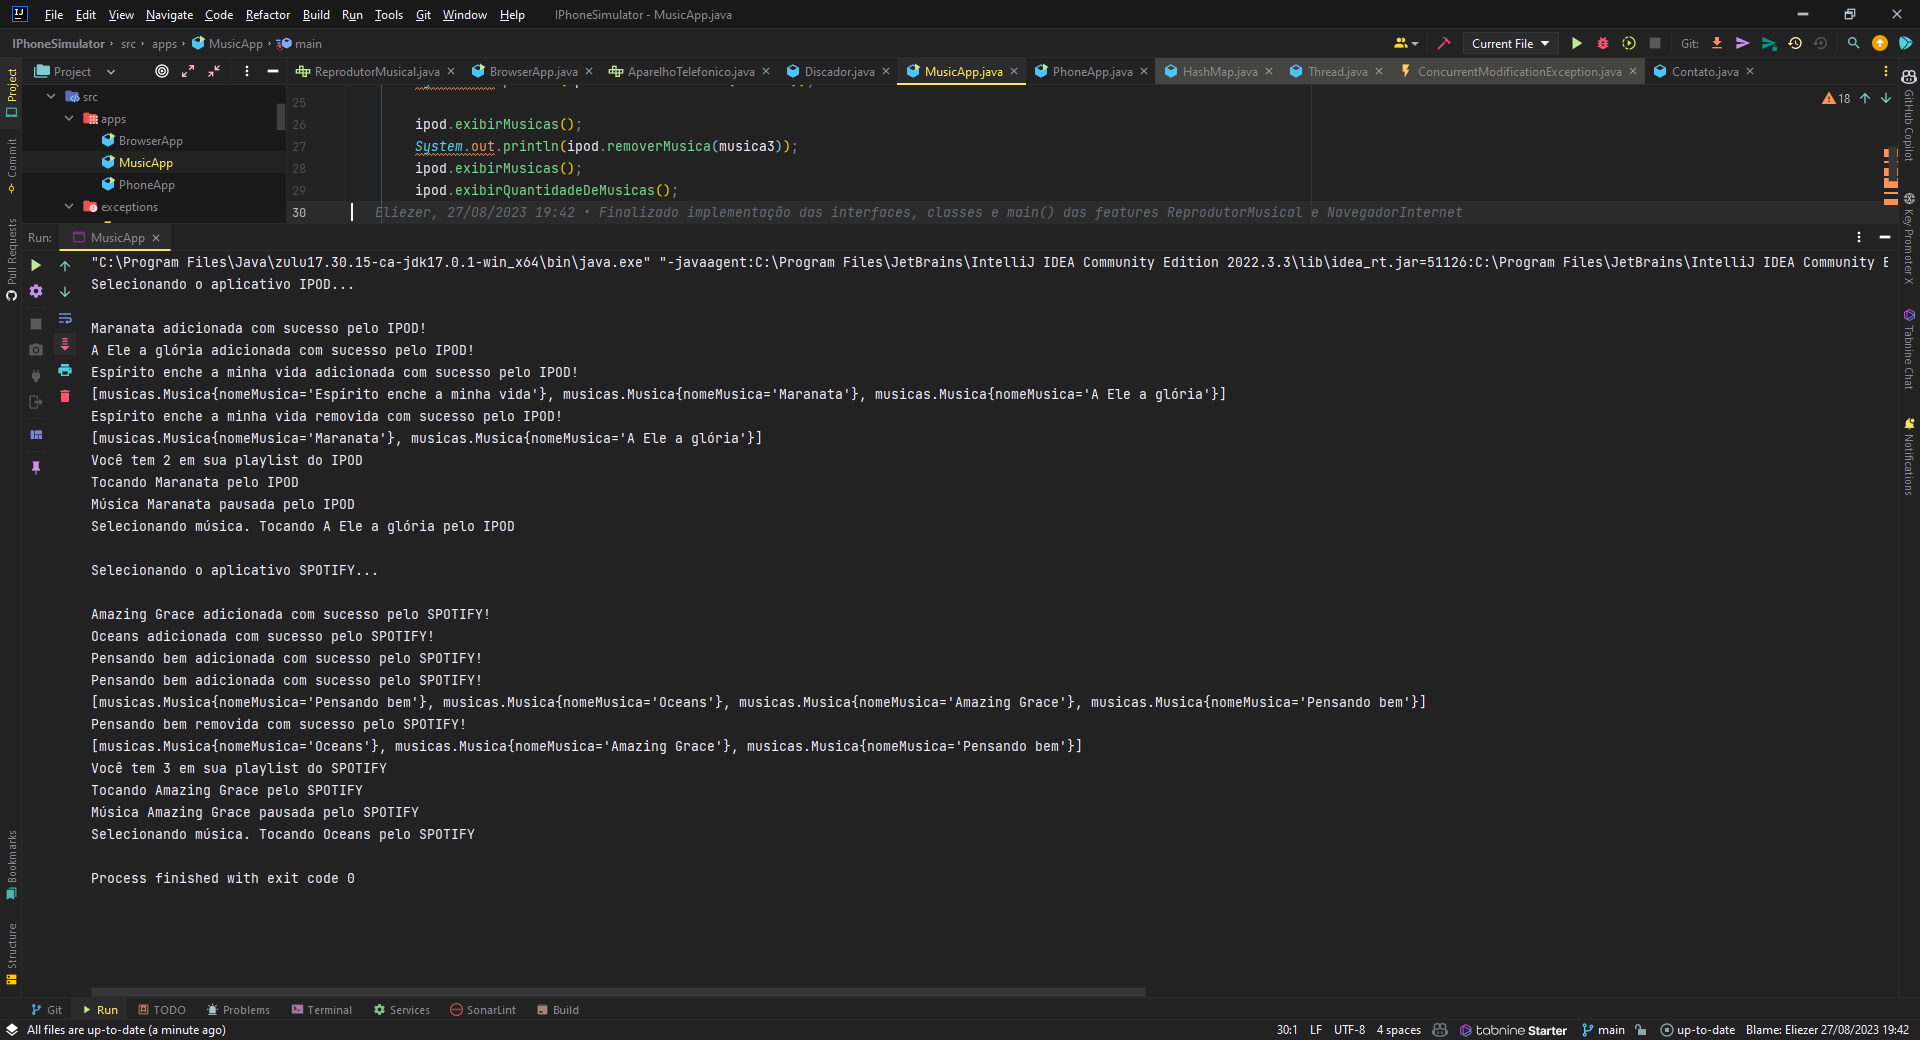 File Edit View Navigate Code Refactor Build Run Tools Git Window Help IPhoneSimulator - MusicApp.java
IPhoneSimulator › src › apps › MusicApp › main
Current File Git:
Project
ReprodutorMusical.java BrowserApp.java AparelhoTelefonico.java Discador.java MusicApp.java PhoneApp.java HashMap.java Thread.java ConcurrentModificationException.java Contato.java
src
apps
BrowserApp
MusicApp
PhoneApp
exceptions
18
25
26 ipod.exibirMusicas();
27 System.out.println(ipod.removerMusica(musica3));
28 ipod.exibirMusicas();
29 ipod.exibirQuantidadeDeMusicas();
30 Eliezer, 27/08/2023 19:42 • Finalizado implementação das interfaces, classes e main() das features ReprodutorMusical e NavegadorInternet
Run: MusicApp
"C:\Program Files\Java\zulu17.30.15-ca-jdk17.0.1-win_x64\bin\java.exe" "-javaagent:C:\Program Files\JetBrains\IntelliJ IDEA Community Edition 2022.3.3\lib\idea_rt.jar=51126:C:\Program Files\JetBrains\IntelliJ IDEA Community E
Selecionando o aplicativo IPOD...
Maranata adicionada com sucesso pelo IPOD!
A Ele a glória adicionada com sucesso pelo IPOD!
Espírito enche a minha vida adicionada com sucesso pelo IPOD!
[musicas.Musica{nomeMusica='Espírito enche a minha vida'}, musicas.Musica{nomeMusica='Maranata'}, musicas.Musica{nomeMusica='A Ele a glória'}]
Espírito enche a minha vida removida com sucesso pelo IPOD!
[musicas.Musica{nomeMusica='Maranata'}, musicas.Musica{nomeMusica='A Ele a glória'}]
Você tem 2 em sua playlist do IPOD
Tocando Maranata pelo IPOD
Música Maranata pausada pelo IPOD
Selecionando música. Tocando A Ele a glória pelo IPOD
Selecionando o aplicativo SPOTIFY...
Amazing Grace adicionada com sucesso pelo SPOTIFY!
Oceans adicionada com sucesso pelo SPOTIFY!
Pensando bem adicionada com sucesso pelo SPOTIFY!
Pensando bem adicionada com sucesso pelo SPOTIFY!
[musicas.Musica{nomeMusica='Pensando bem'}, musicas.Musica{nomeMusica='Oceans'}, musicas.Musica{nomeMusica='Amazing Grace'}, musicas.Musica{nomeMusica='Pensando bem'}]
Pensando bem removida com sucesso pelo SPOTIFY!
[musicas.Musica{nomeMusica='Oceans'}, musicas.Musica{nomeMusica='Amazing Grace'}, musicas.Musica{nomeMusica='Pensando bem'}]
Você tem 3 em sua playlist do SPOTIFY
Tocando Amazing Grace pelo SPOTIFY
Música Amazing Grace pausada pelo SPOTIFY
Selecionando música. Tocando Oceans pelo SPOTIFY
Process finished with exit code 0
Project
Commit
Pull Requests
Bookmarks
Structure
GitHub Copilot
Key Promoter X
Tabnine Chat
Notifications
Git Run TODO Problems Terminal Services SonarLint Build
All files are up-to-date (a minute ago) 30:1 LF UTF-8 4 spaces tabnine Starter main up-to-date Blame: Eliezer 27/08/2023 19:42